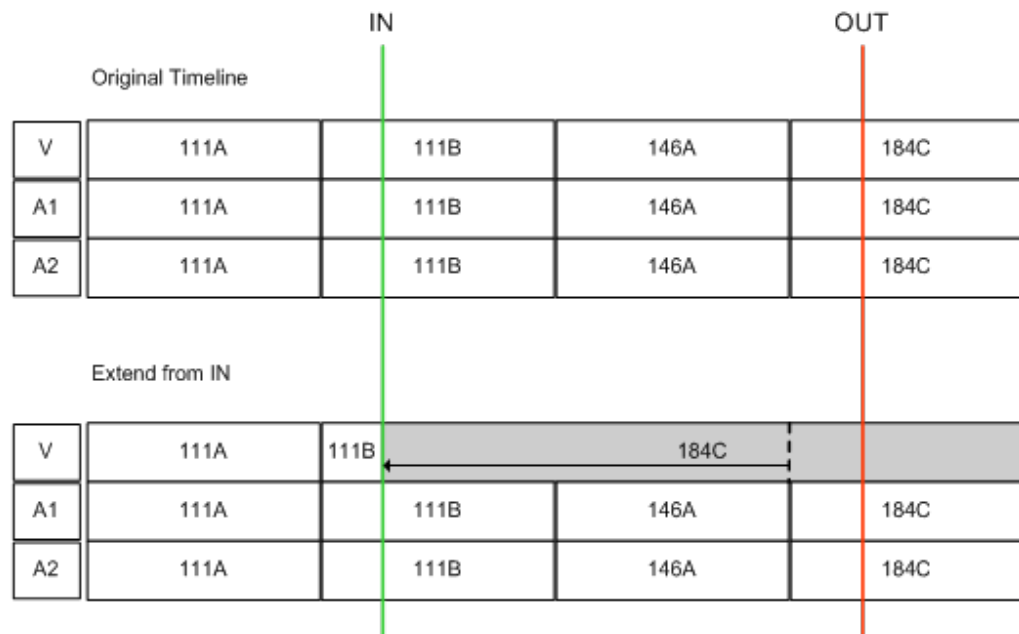 IN OUT
Original Timeline
V 111A 111B 146A 184C
A1 111A 111B 146A 184C
A2 111A 111B 146A 184C
Extend from IN
V 111A 111B 184C
A1 111A 111B 146A 184C
A2 111A 111B 146A 184C